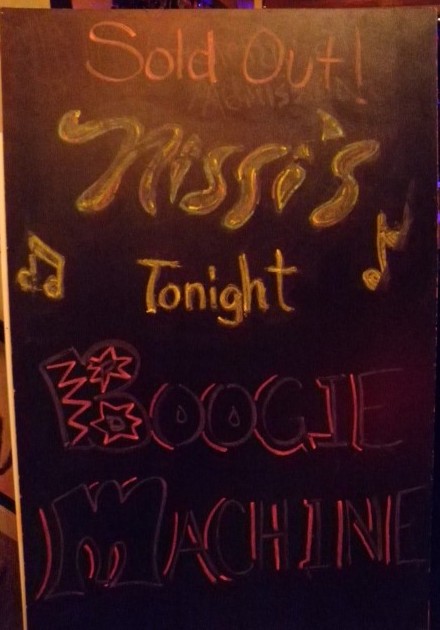 Sold Out!
Nissi's
Tonight
BOOGIE
MACHINE